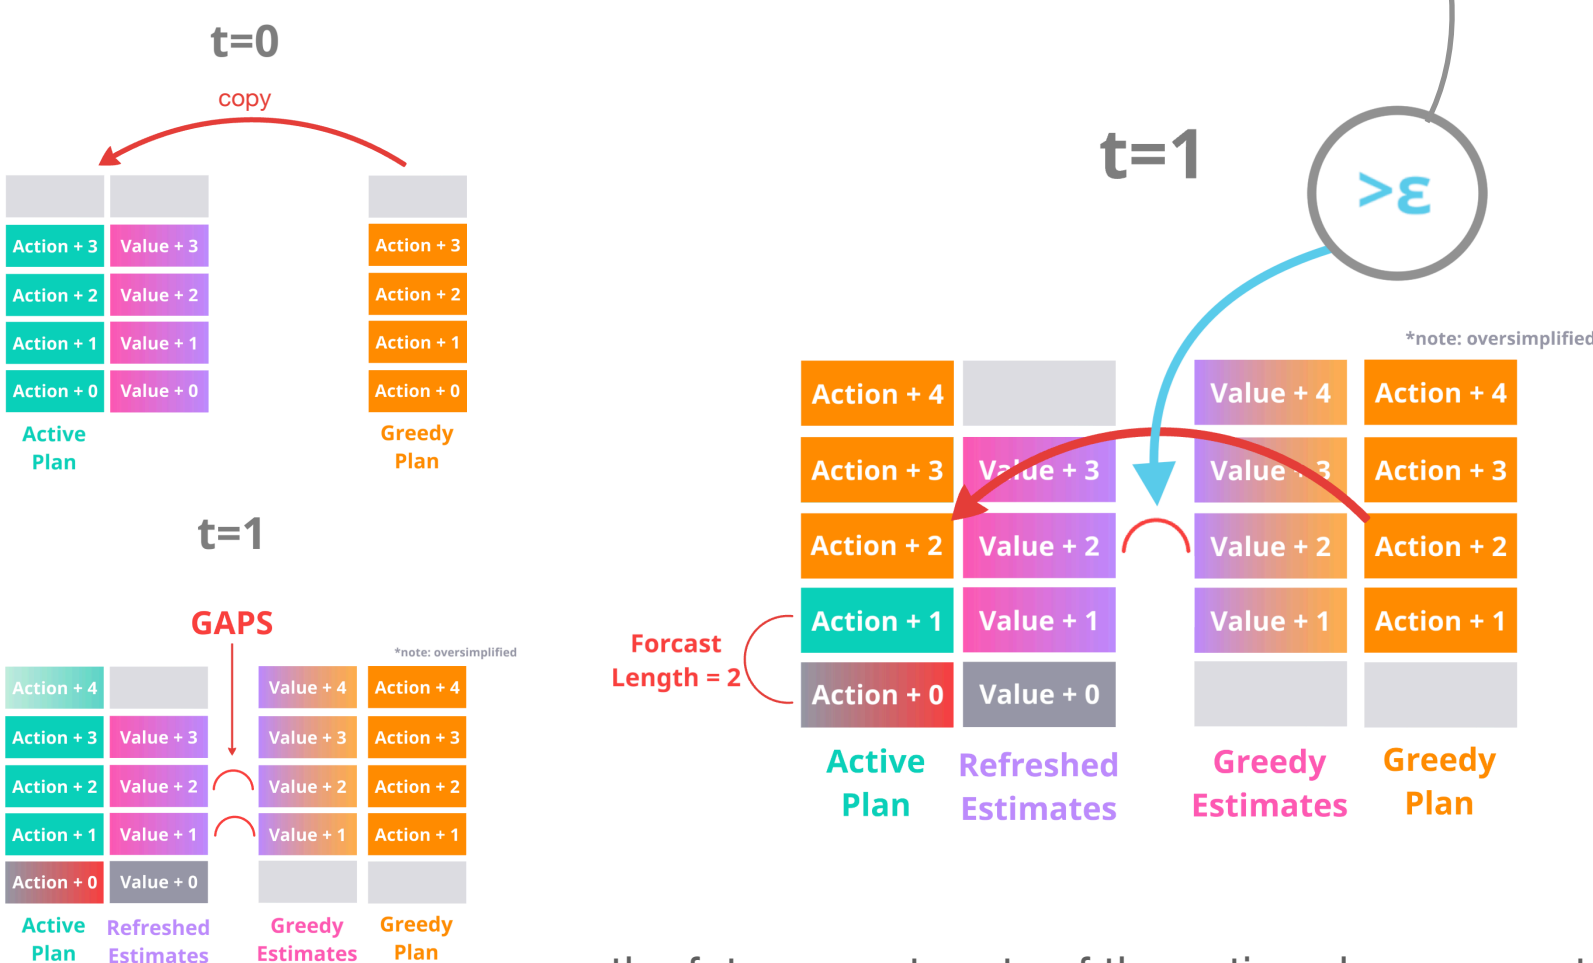 t=0
copy
Action + 3 Value + 3 Action + 3
Action + 2 Value + 2 Action + 2
Action + 1 Value + 1 Action + 1
Action + 0 Value + 0 Action + 0
Active Plan
Greedy Plan
t=1
GAPS
*note: oversimplified
Action + 4 Value + 4 Action + 4
Action + 3 Value + 3 Value + 3 Action + 3
Action + 2 Value + 2 Value + 2 Action + 2
Action + 1 Value + 1 Value + 1 Action + 1
Action + 0 Value + 0
Active Plan
Refreshed Estimates
Greedy Estimates
Greedy Plan
t=1
>ε
*note: oversimplified
Action + 4 Value + 4 Action + 4
Action + 3 Value + 3 Value + 3 Action + 3
Action + 2 Value + 2 Value + 2 Action + 2
Action + 1 Value + 1 Value + 1 Action + 1
Forcast
Length = 2
Action + 0 Value + 0
Active Plan
Refreshed Estimates
Greedy Estimates
Greedy Plan